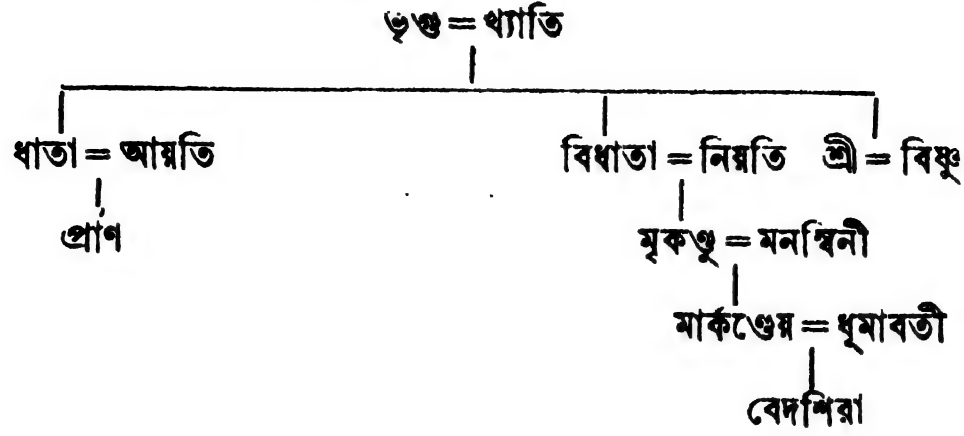 ভৃগু = খ্যাতি
ধাতা = আয়তি বিধাতা = নিয়তি শ্রী = বিষ্ণু
প্রাণ
মৃকণ্ডু = মনস্বিনী
মার্কণ্ডেয় = ধূমাবতী
বেদশিরা